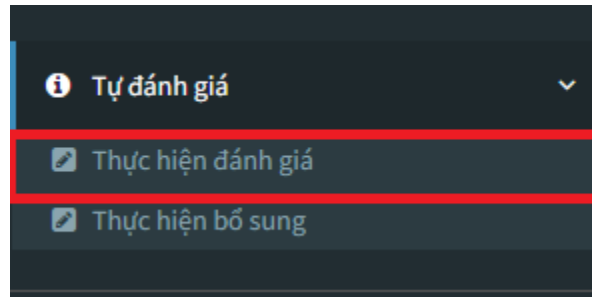 Tự đánh giá
Thực hiện đánh giá
Thực hiện bổ sung